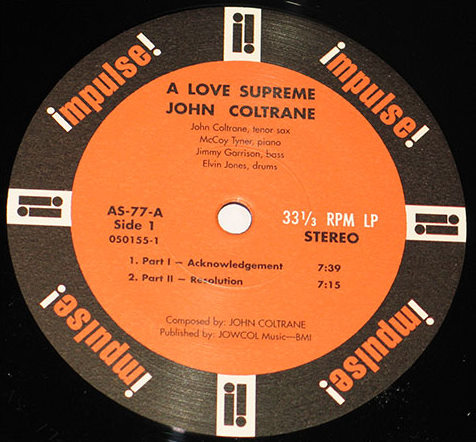 impulse!
impulse!
A LOVE SUPREME
JOHN COLTRANE
John Coltrane, tenor sax
McCoy Tyner, piano
Jimmy Garrison, bass
Elvin Jones, drums
AS-77-A
Side 1
050155-1
33⅓ RPM LP
STEREO
1. Part I – Acknowledgement 7:39
2. Part II – Resolution 7:15
Composed by: JOHN COLTRANE
Published by: JOWCOL Music—BMI
impulse!
impulse!